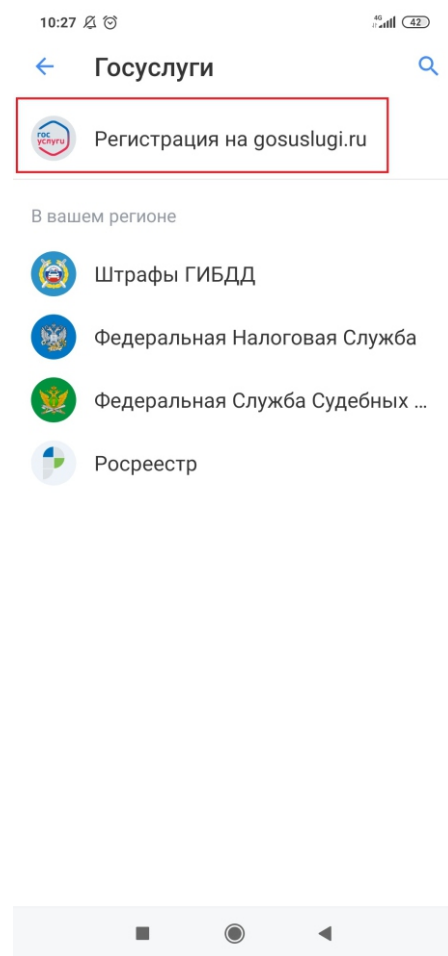 10:27
4G
42
Госуслуги
гос
услуги
Регистрация на gosuslugi.ru
В вашем регионе
Штрафы ГИБДД
Федеральная Налоговая Служба
Федеральная Служба Судебных ...
Росреестр